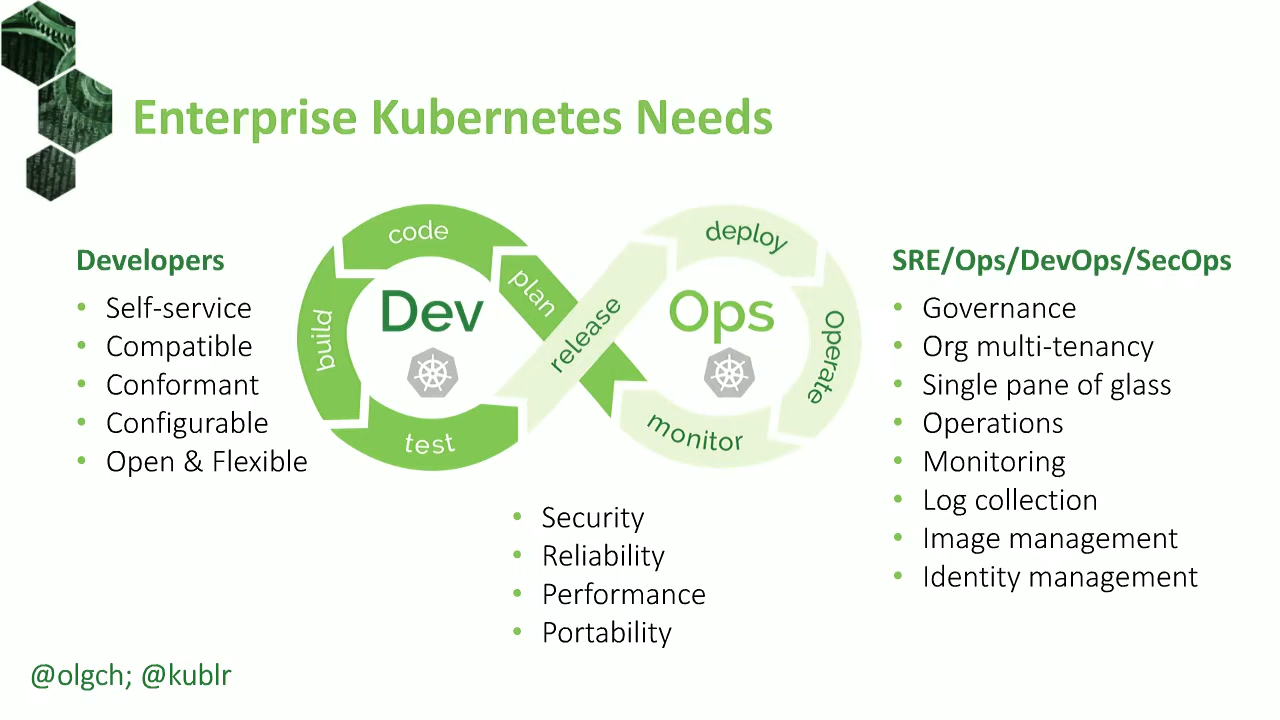 Enterprise Kubernetes Needs
Developers
• Self-service
• Compatible
• Conformant
• Configurable
• Open & Flexible
code
plan
build
Dev
test
release
deploy
Ops
Operate
monitor
• Security
• Reliability
• Performance
• Portability
SRE/Ops/DevOps/SecOps
• Governance
• Org multi-tenancy
• Single pane of glass
• Operations
• Monitoring
• Log collection
• Image management
• Identity management
@olgch; @kublr